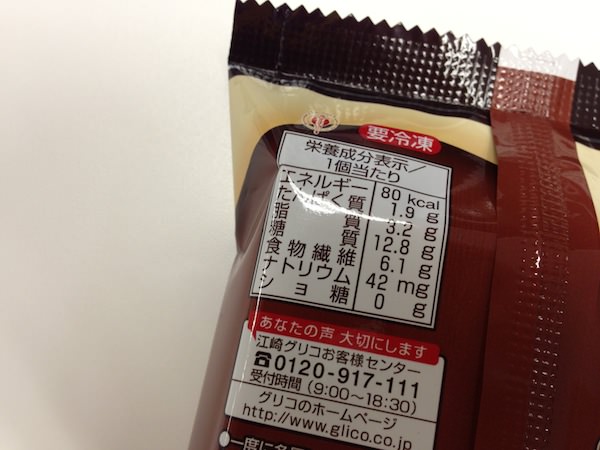 要冷凍
栄養成分表示/
1個当たり
エネルギー 80 kcal
たんぱく質 1.9 g
脂質 3.2 g
糖質 12.8 g
食物繊維 6.1 g
ナトリウム 42 mg
ショ糖 0 g
あなたの声 大切にします
江崎グリコお客様センター
☎0120-917-111
受付時間(9:00～18:30)
グリコのホームページ
http://www.glico.co.jp
●一度に多